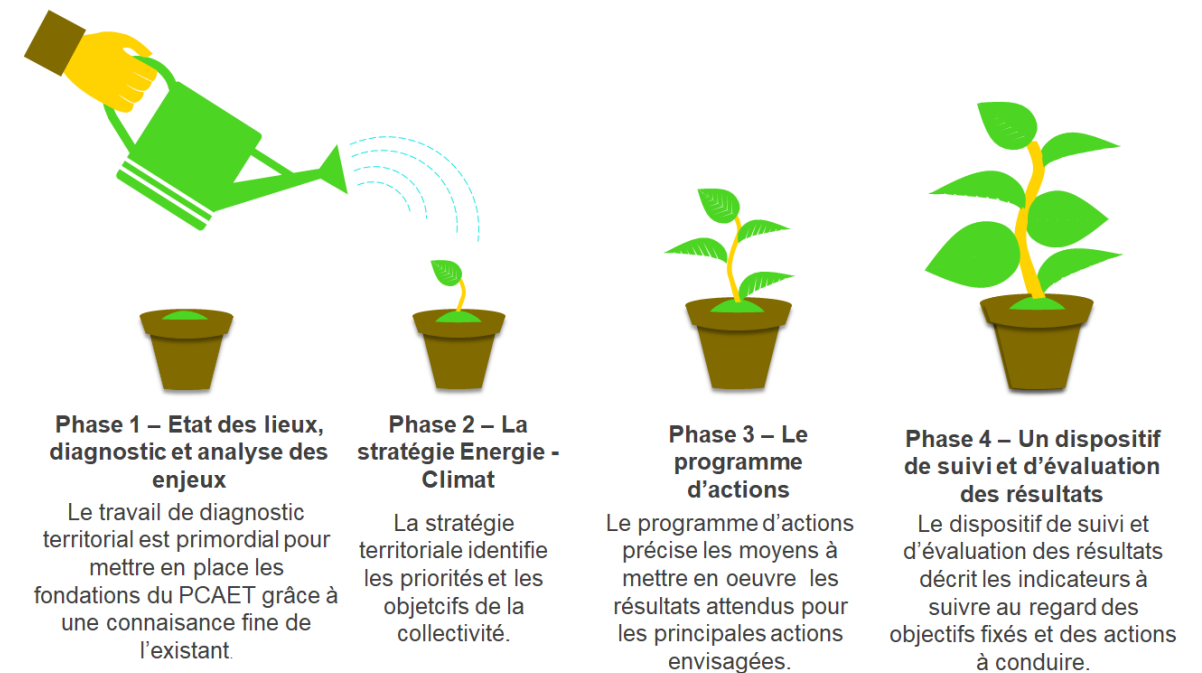 Phase 1 – Etat des lieux,
diagnostic et analyse des
enjeux
Le travail de diagnostic
territorial est primordial pour
mettre en place les
fondations du PCAET grâce à
une connaisance fine de
l’existant.
Phase 2 – La
stratégie Energie -
Climat
La stratégie
territoriale identifie
les priorités et les
objetcifs de la
collectivité.
Phase 3 – Le
programme
d’actions
Le programme d’actions
précise les moyens à
mettre en oeuvre  les
résultats attendus pour
les principales actions
envisagées.
Phase 4 – Un dispositif
de suivi et d’évaluation
des résultats
Le dispositif de suivi et
d’évaluation des résultats
décrit les indicateurs à
suivre au regard des
objectifs fixés et des actions
à conduire.